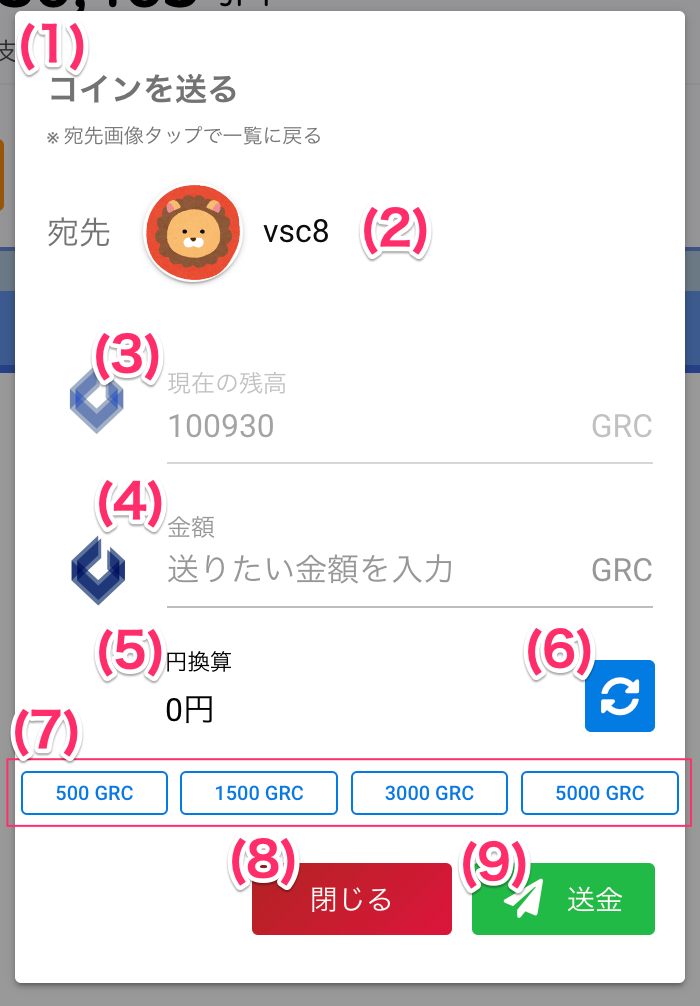 支
(1)
コインを送る
※ 宛先画像タップで一覧に戻る
宛先 vsc8 (2)
(3)
現在の残高
100930 GRC
(4)
金額
送りたい金額を入力 GRC
(5) 円換算 (6)
0円
(7)
500 GRC 1500 GRC 3000 GRC 5000 GRC
(8) (9)
閉じる 送金